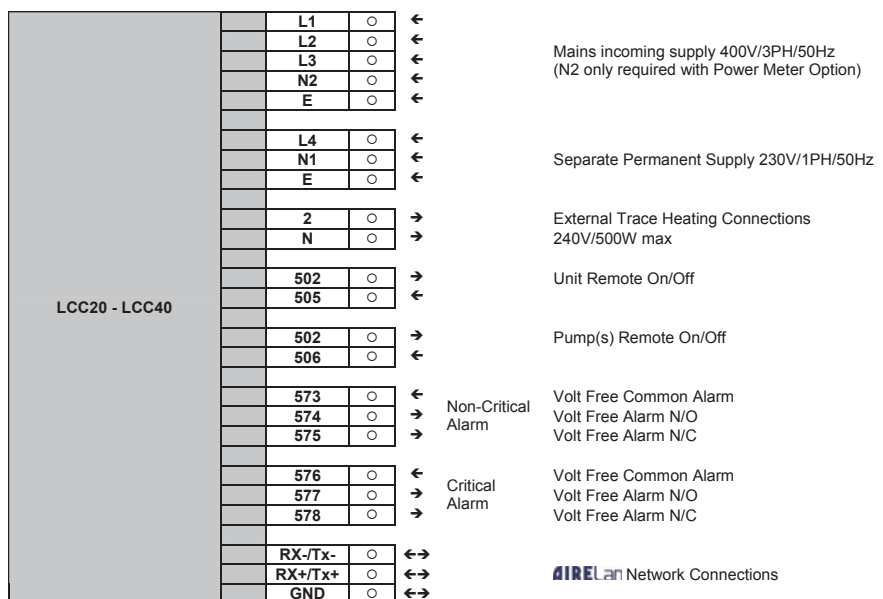 L1
L2
L3
N2
E
Mains incoming supply 400V/3PH/50Hz
(N2 only required with Power Meter Option)
L4
N1
E
Separate Permanent Supply 230V/1PH/50Hz
2
N
External Trace Heating Connections
240V/500W max
502
505
Unit Remote On/Off
LCC20 - LCC40
502
506
Pump(s) Remote On/Off
573
574
575
Non-Critical
Alarm
Volt Free Common Alarm
Volt Free Alarm N/O
Volt Free Alarm N/C
576
577
578
Critical
Alarm
Volt Free Common Alarm
Volt Free Alarm N/O
Volt Free Alarm N/C
RX-/Tx-
RX+/Tx+
GND
AIRELan Network Connections